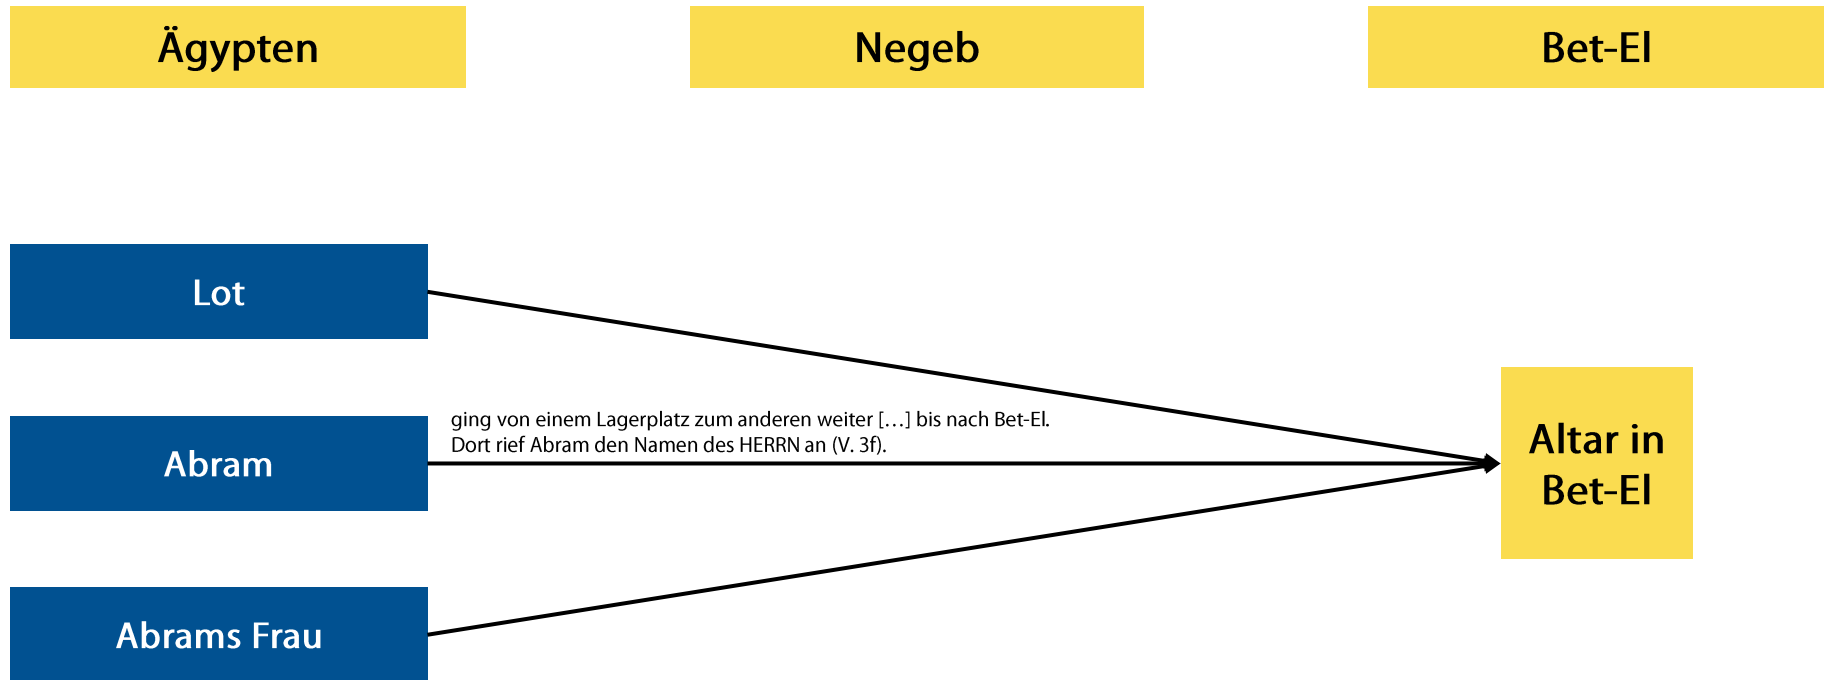 Ägypten
Negeb
Bet-El
Lot
ging von einem Lagerplatz zum anderen weiter […] bis nach Bet-El.
Dort rief Abram den Namen des HERRN an (V. 3f).
Abram
Altar in
Bet-El
Abrams Frau